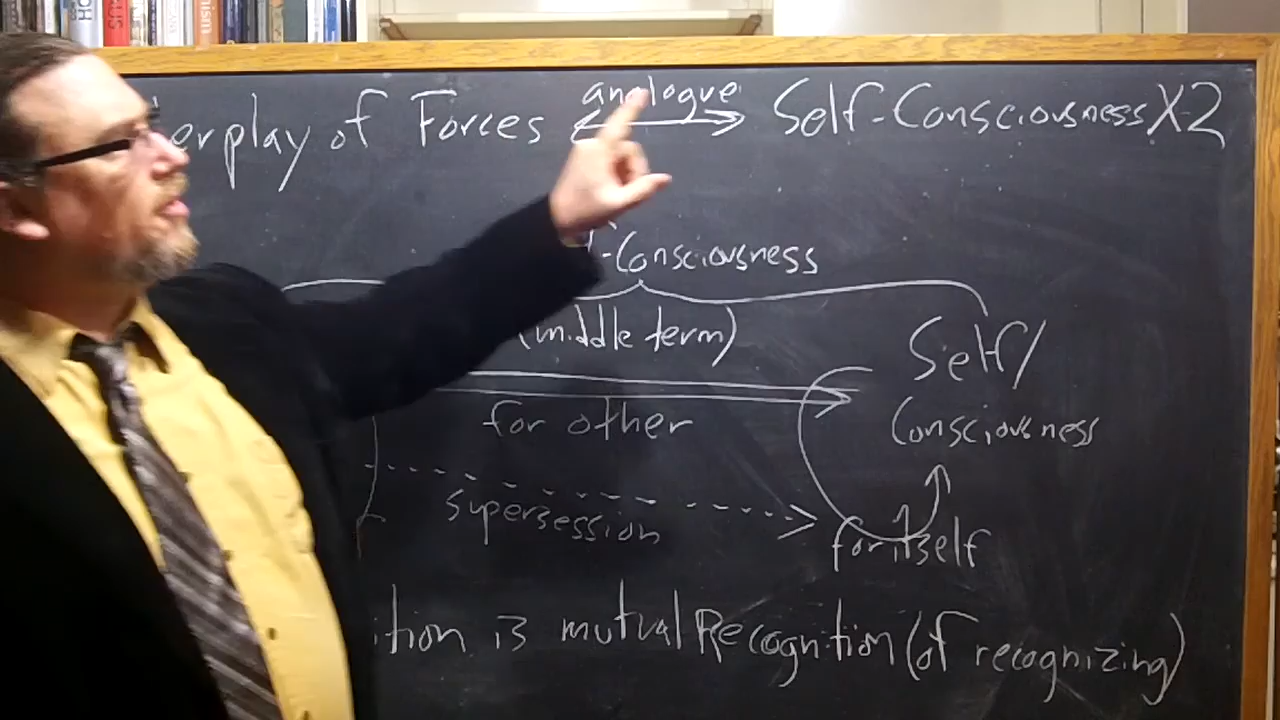 erplay of Forces analogue Self-Consciousness X2
-Consciousness
(middle term)
Self/
Consciousness
for other
supersession
for itself
ition is mutual Recognition (of recognizing)